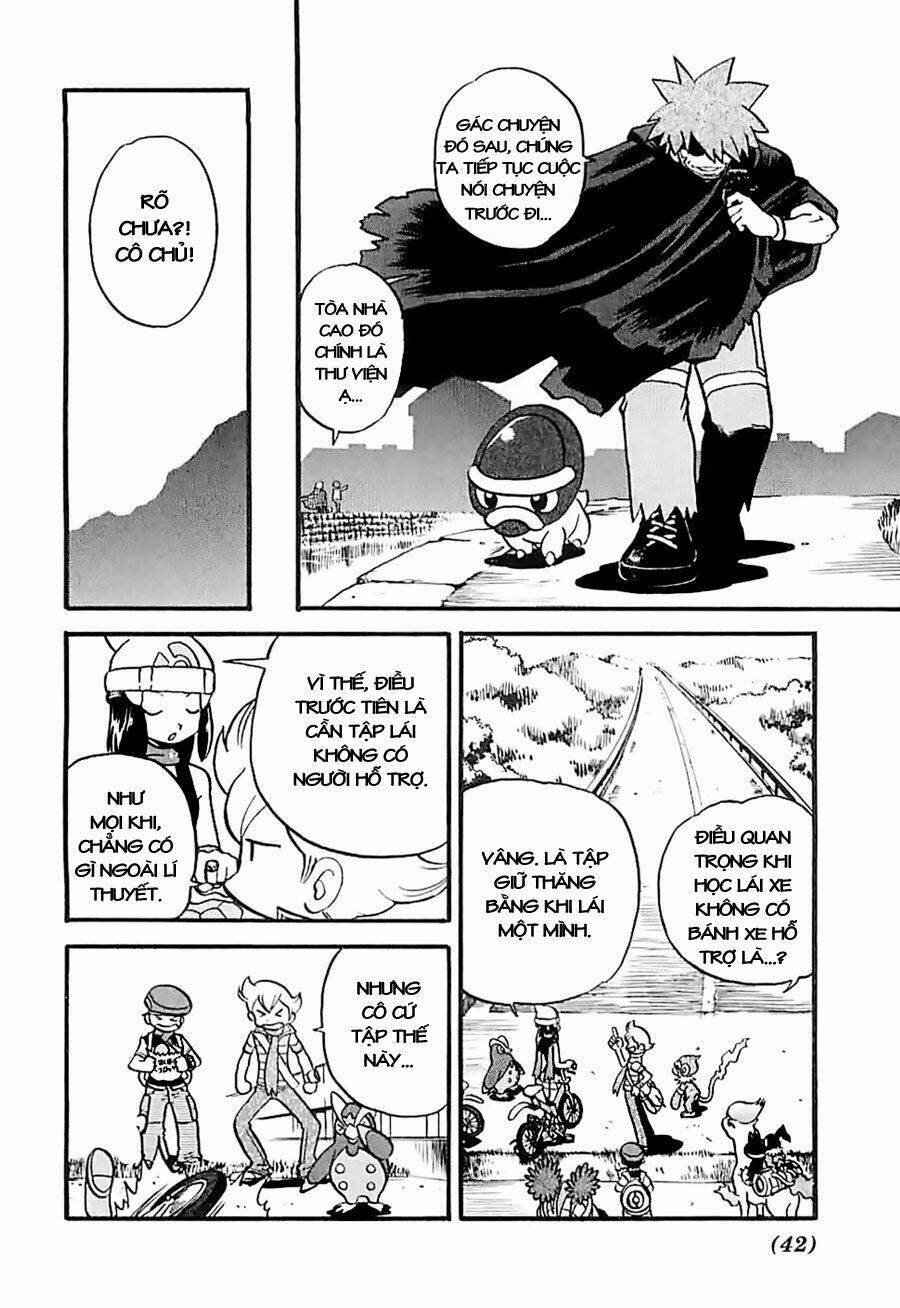 GÁC CHUYỆN
ĐÓ SAU, CHÚNG
TA TIẾP TỤC CUỘC
NÓI CHUYỆN
TRƯỚC ĐI...
TÒA NHÀ
CAO ĐÓ
CHÍNH LÀ
THƯ VIỆN
Ạ...
RÕ
CHƯA?!
CÔ CHỦ!
ĐIỀU QUAN
TRỌNG KHI
HỌC LÁI XE
KHÔNG CÓ
BÁNH XE HỖ
TRỢ LÀ...?
VÂNG. LÀ TẬP
GIỮ THĂNG
BẰNG KHI LÁI
MỘT MÌNH.
VÌ THẾ, ĐIỀU
TRƯỚC TIÊN LÀ
CẦN TẬP LÁI
KHÔNG CÓ
NGƯỜI HỖ TRỢ.
NHƯ
MỌI KHI,
CHẲNG CÓ
GÌ NGOÀI LÍ
THUYẾT.
NHƯNG
CÔ CỨ
TẬP THẾ
NÀY...
(42)